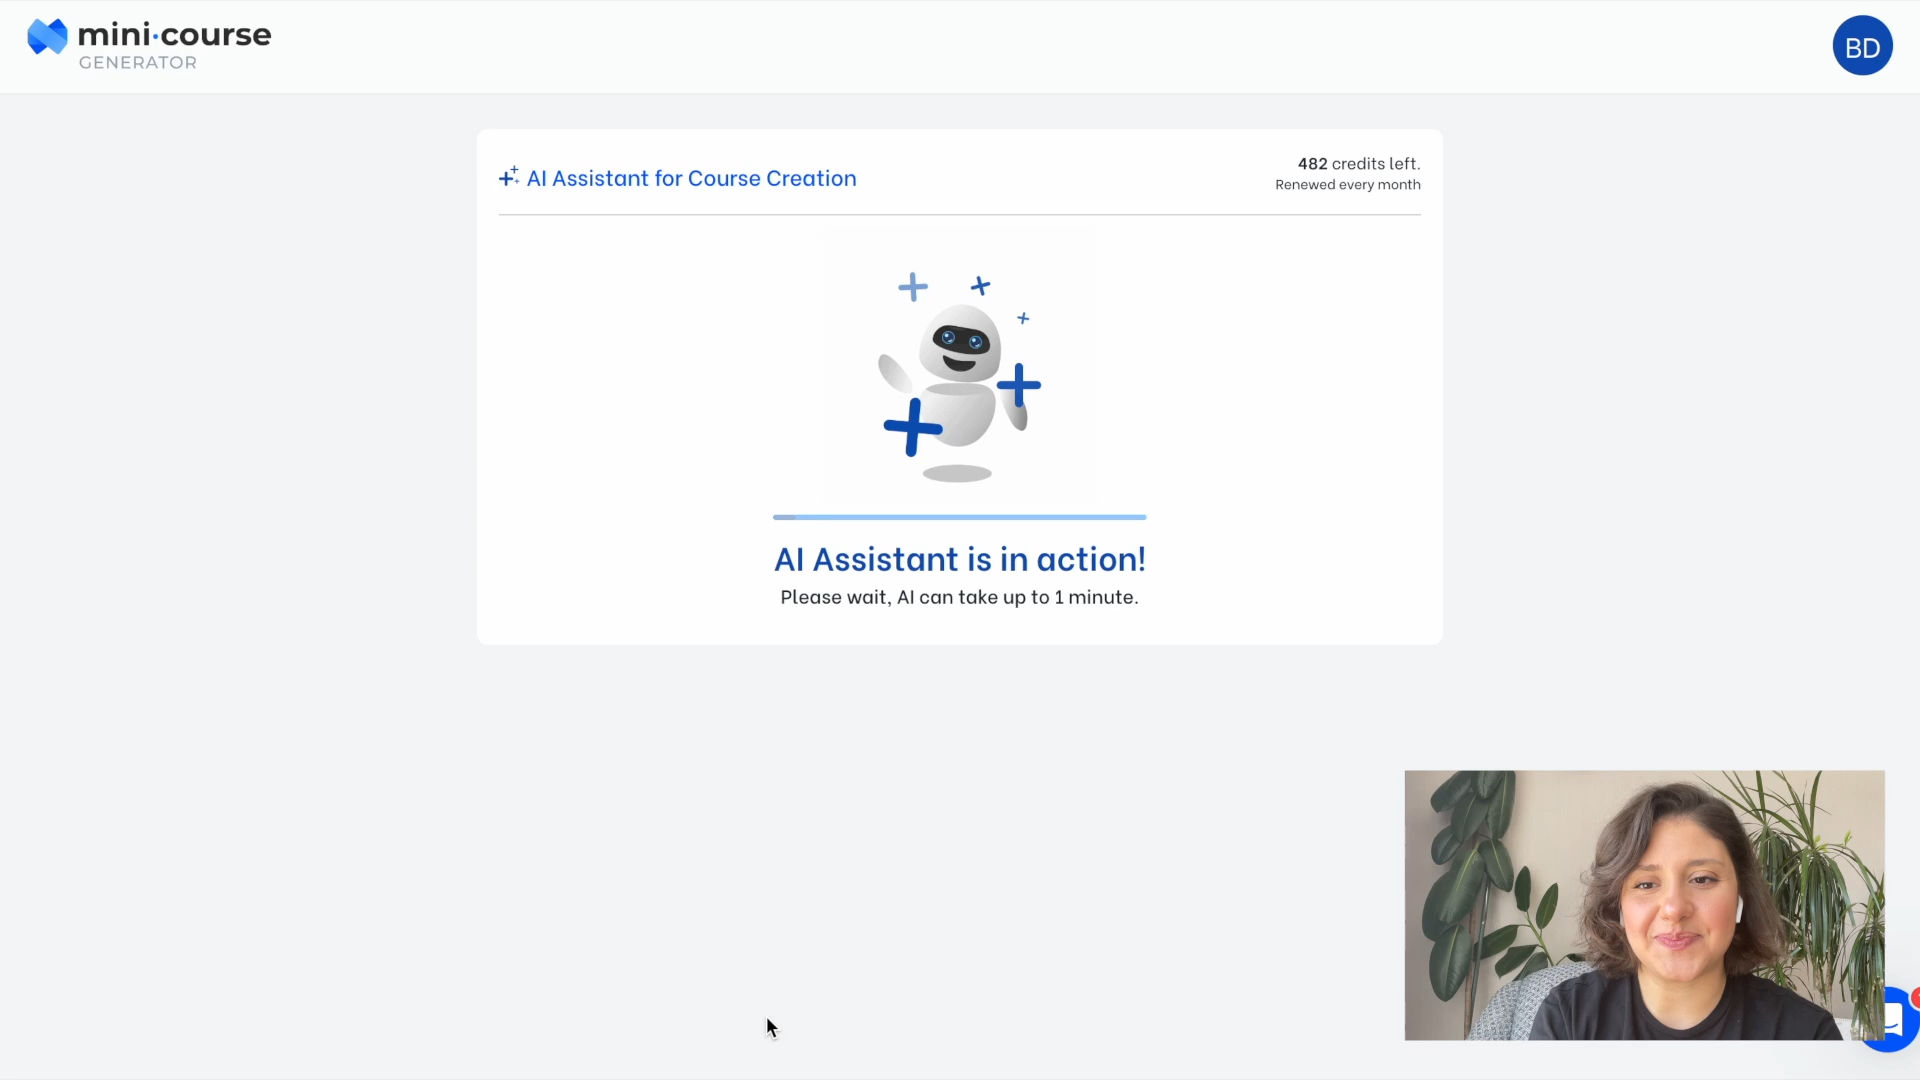 mini·course
GENERATOR
BD
AI Assistant for Course Creation
482 credits left.
Renewed every month
AI Assistant is in action!
Please wait, AI can take up to 1 minute.